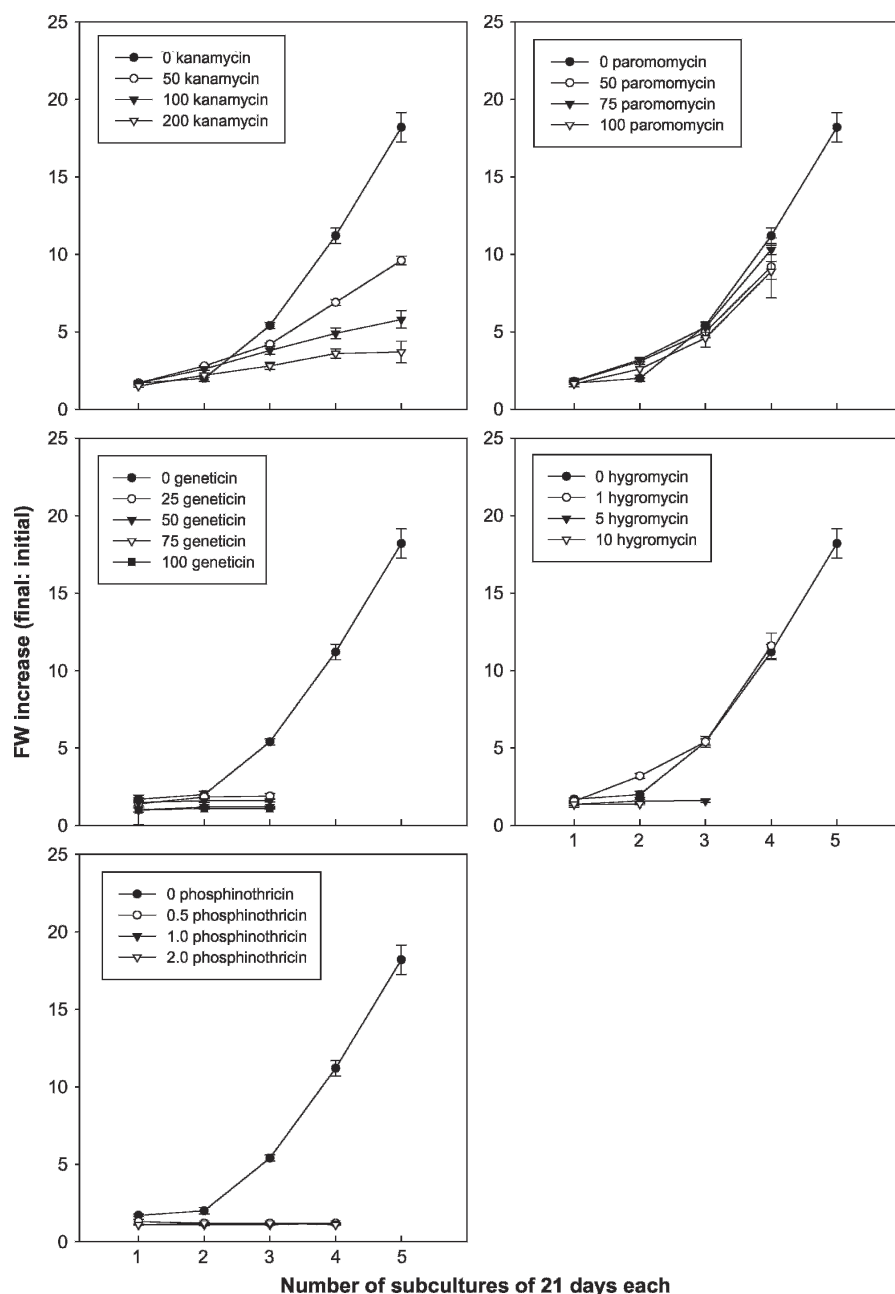 25
20
15
10
5
0
0 kanamycin
50 kanamycin
100 kanamycin
200 kanamycin
25
20
15
10
5
0
0 paromomycin
50 paromomycin
75 paromomycin
100 paromomycin
FW increase (final: initial)
25
20
15
10
5
0
0 geneticin
25 geneticin
50 geneticin
75 geneticin
100 geneticin
25
20
15
10
5
0
0 hygromycin
1 hygromycin
5 hygromycin
10 hygromycin
1 2 3 4 5
25
20
15
10
5
0
0 phosphinothricin
0.5 phosphinothricin
1.0 phosphinothricin
2.0 phosphinothricin
1 2 3 4 5
Number of subcultures of 21 days each